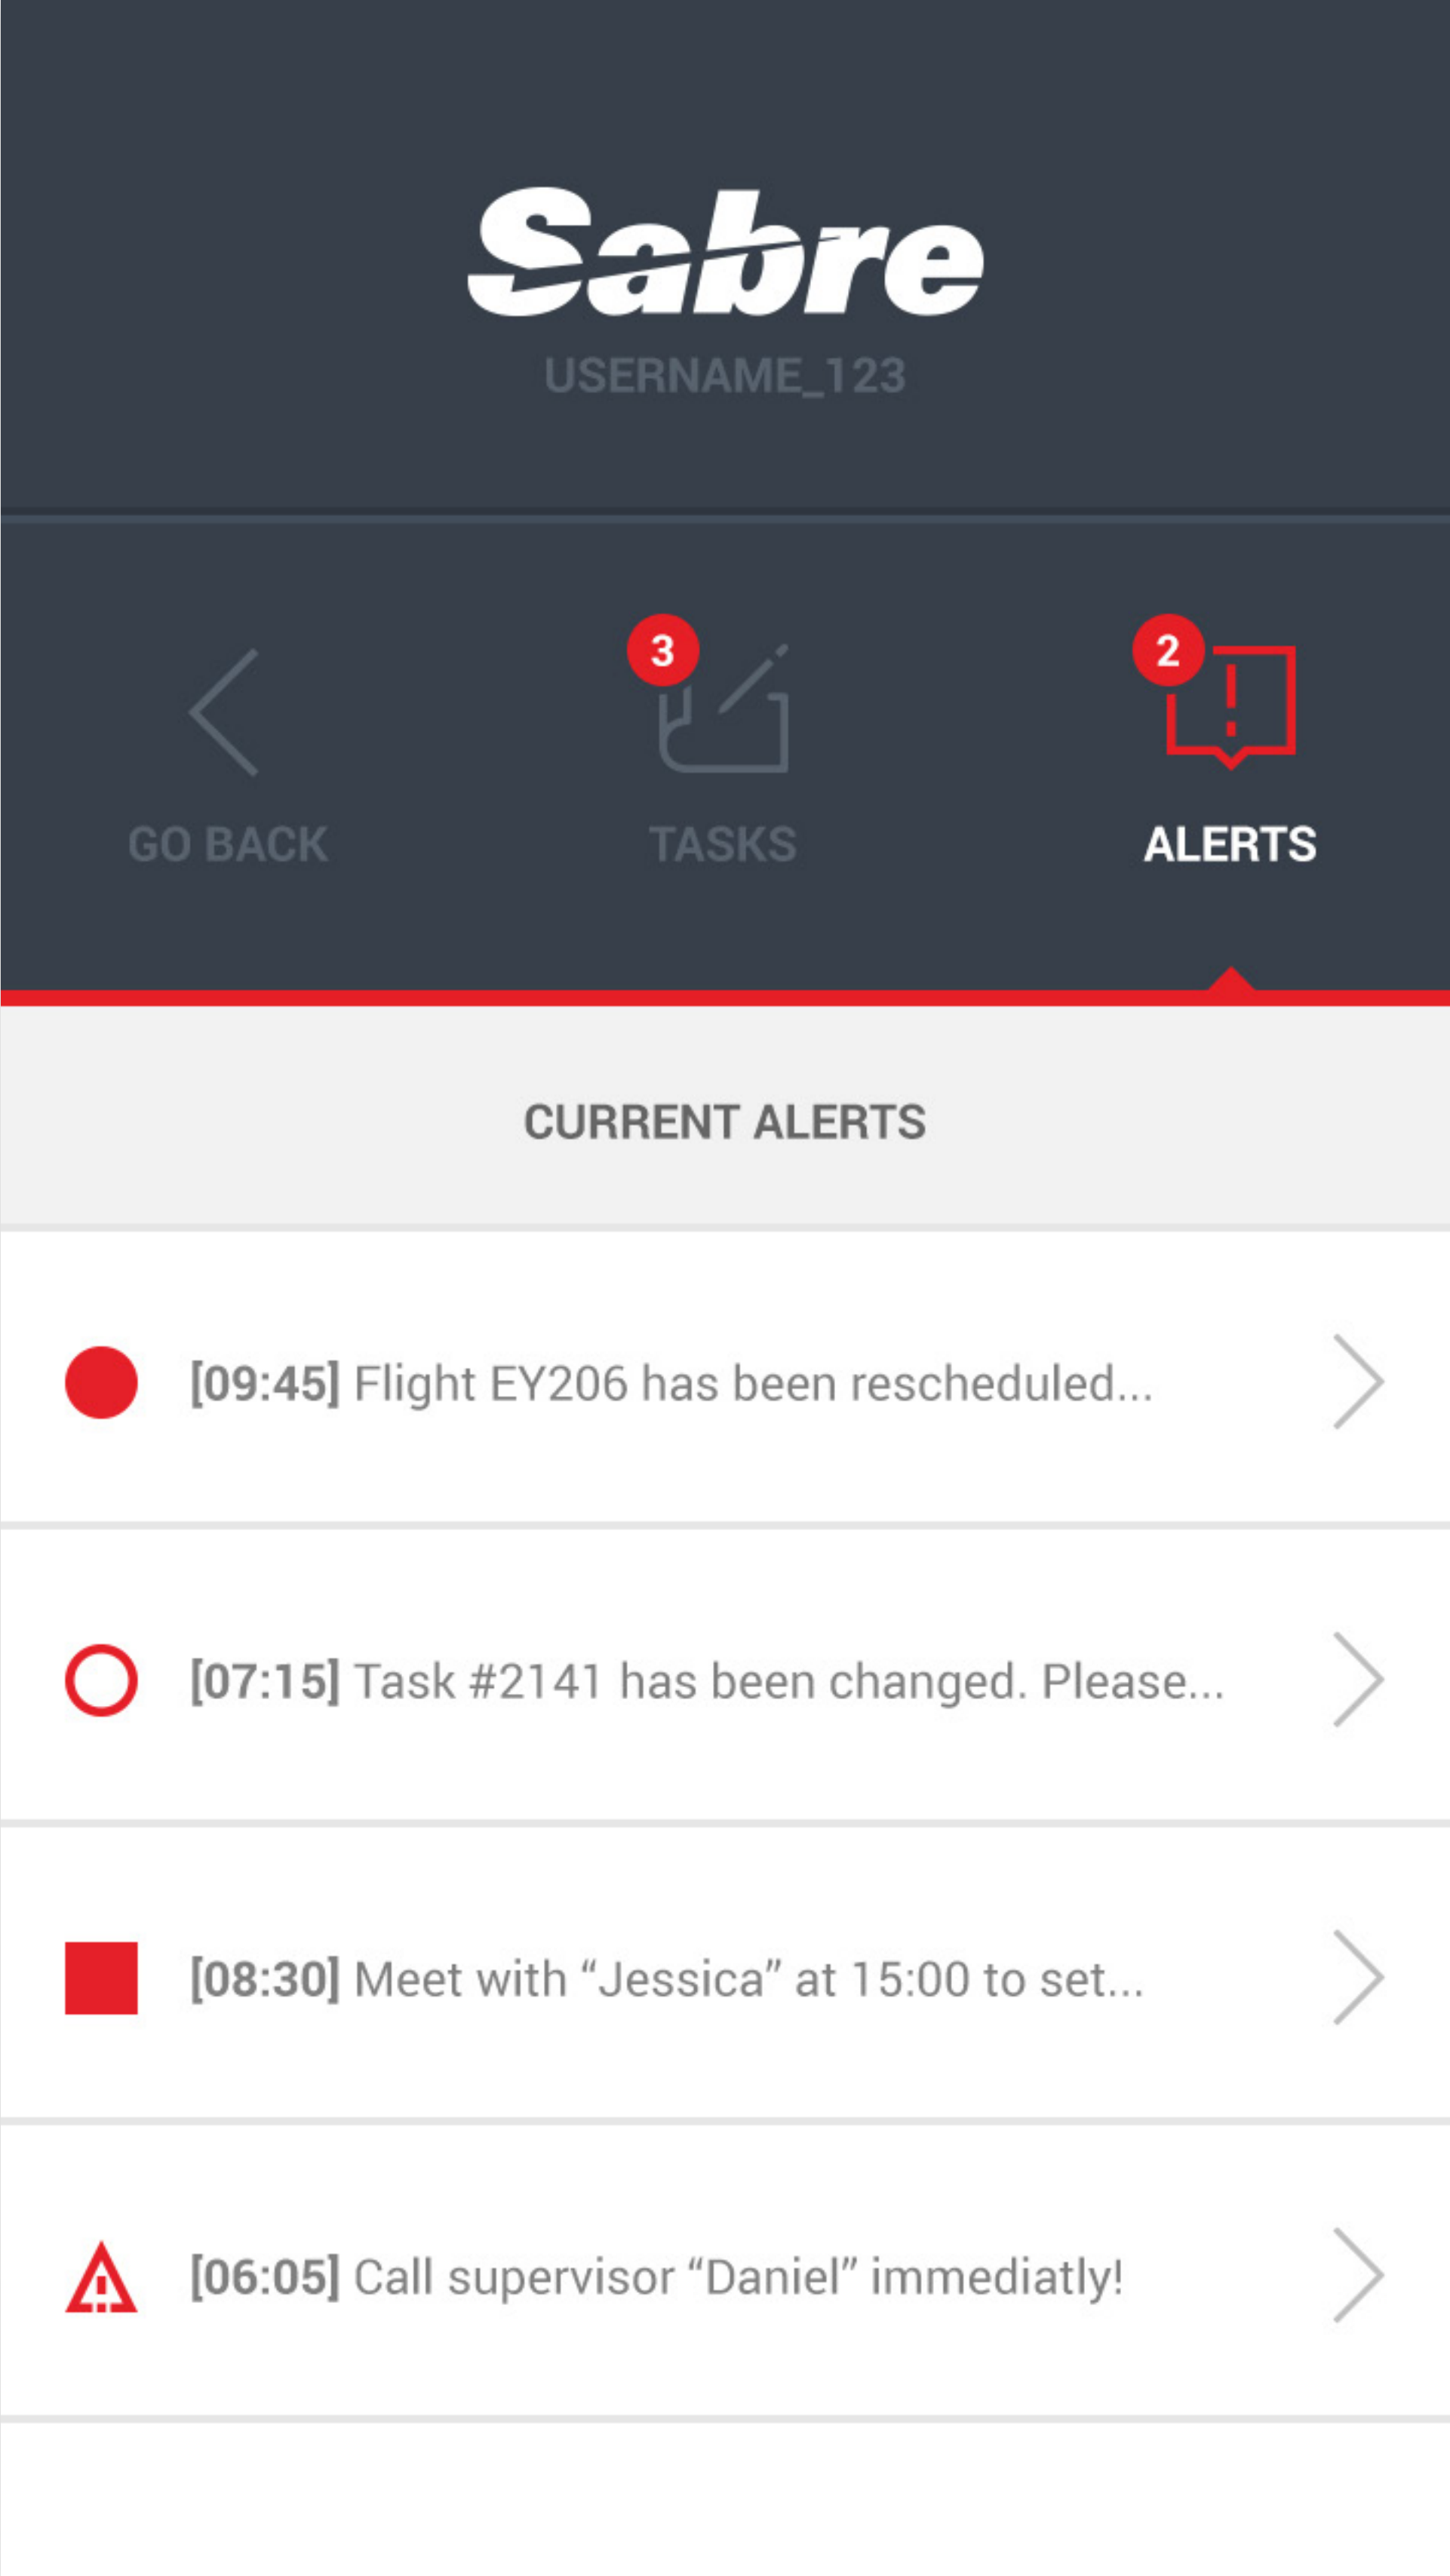 Sabre
USERNAME_123
3
2
GO BACK
TASKS
ALERTS
CURRENT ALERTS
[09:45] Flight EY206 has been rescheduled...
[07:15] Task #2141 has been changed. Please...
[08:30] Meet with “Jessica” at 15:00 to set...
[06:05] Call supervisor “Daniel” immediatly!